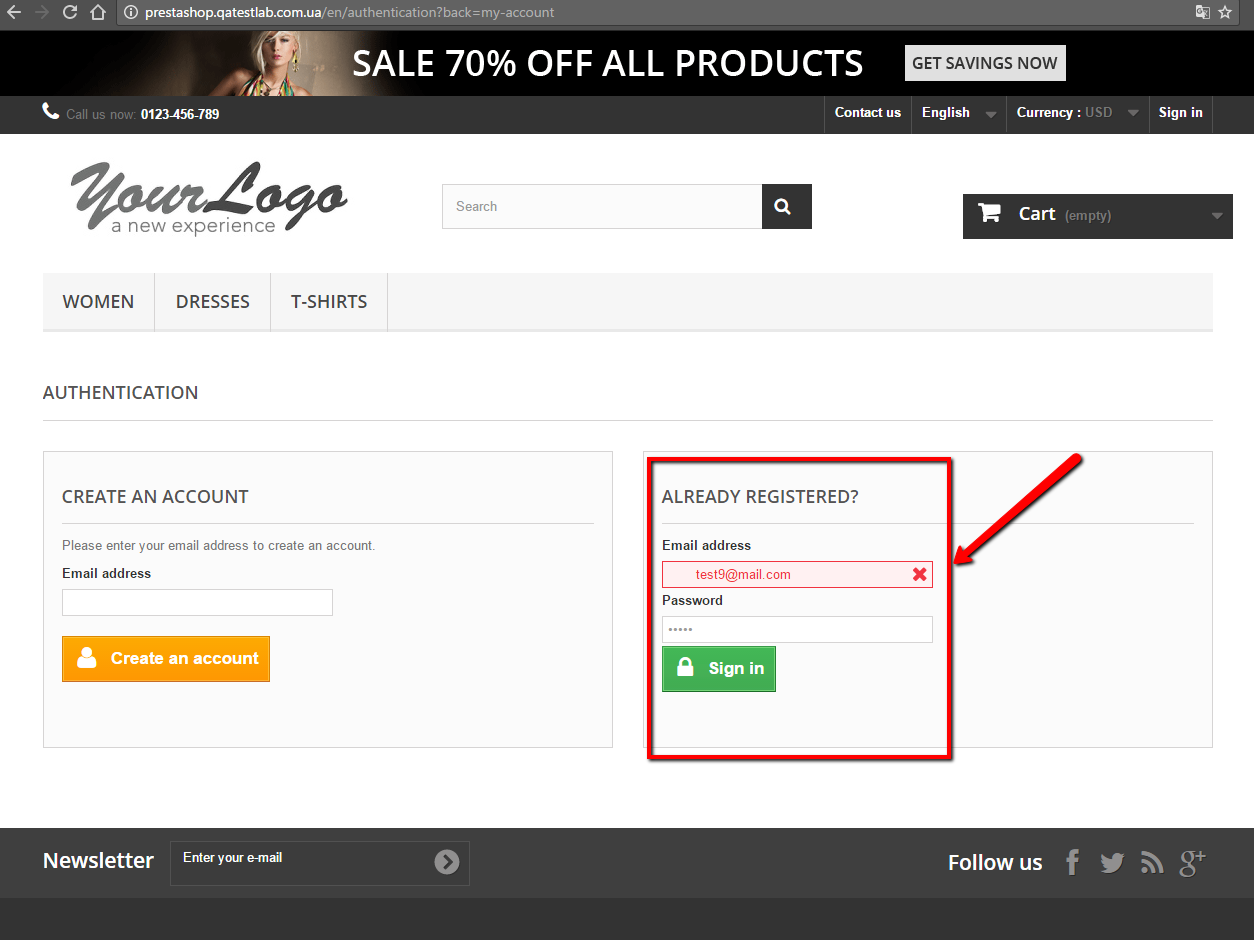 prestashop.qatestlab.com.ua/en/authentication?back=my-account
SALE 70% OFF ALL PRODUCTS
GET SAVINGS NOW
Call us now: 0123-456-789
Contact us
English
Currency : USD
Sign in
YourLogo
a new experience
Search
Cart (empty)
WOMEN
DRESSES
T-SHIRTS
AUTHENTICATION
CREATE AN ACCOUNT
Please enter your email address to create an account.
Email address
Create an account
ALREADY REGISTERED?
Email address
test9@mail.com
Password
•••••
Sign in
Newsletter
Enter your e-mail
Follow us